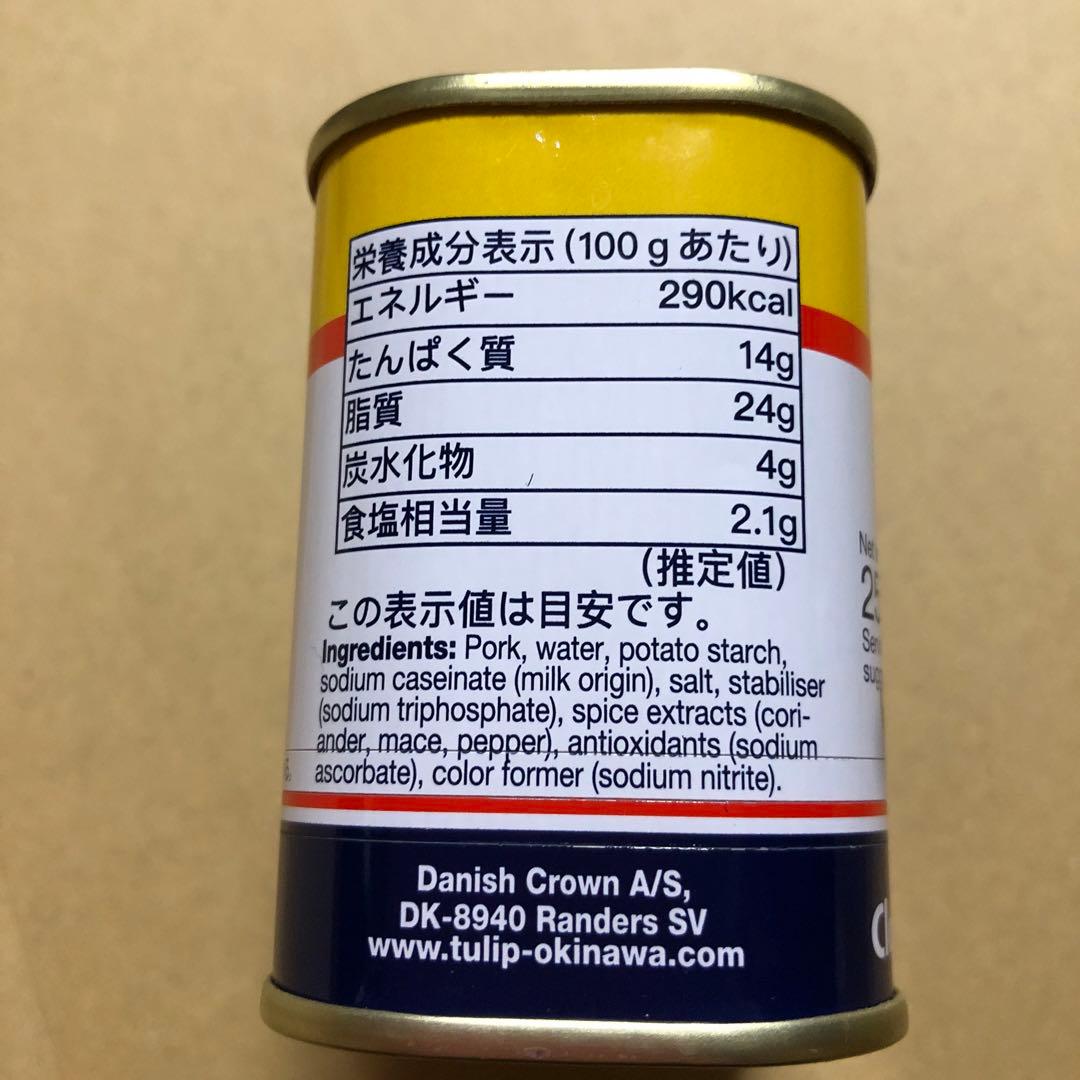 栄養成分表示(100gあたり)
エネルギー 290kcal
たんぱく質 14g
脂質 24g
炭水化物 4g
食塩相当量 2.1g
(推定値)
この表示値は目安です。
Ingredients: Pork, water, potato starch,
sodium caseinate (milk origin), salt, stabiliser
(sodium triphosphate), spice extracts (cori-
ander, mace, pepper), antioxidants (sodium
ascorbate), color former (sodium nitrite).
Danish Crown A/S,
DK-8940 Randers SV
www.tulip-okinawa.com